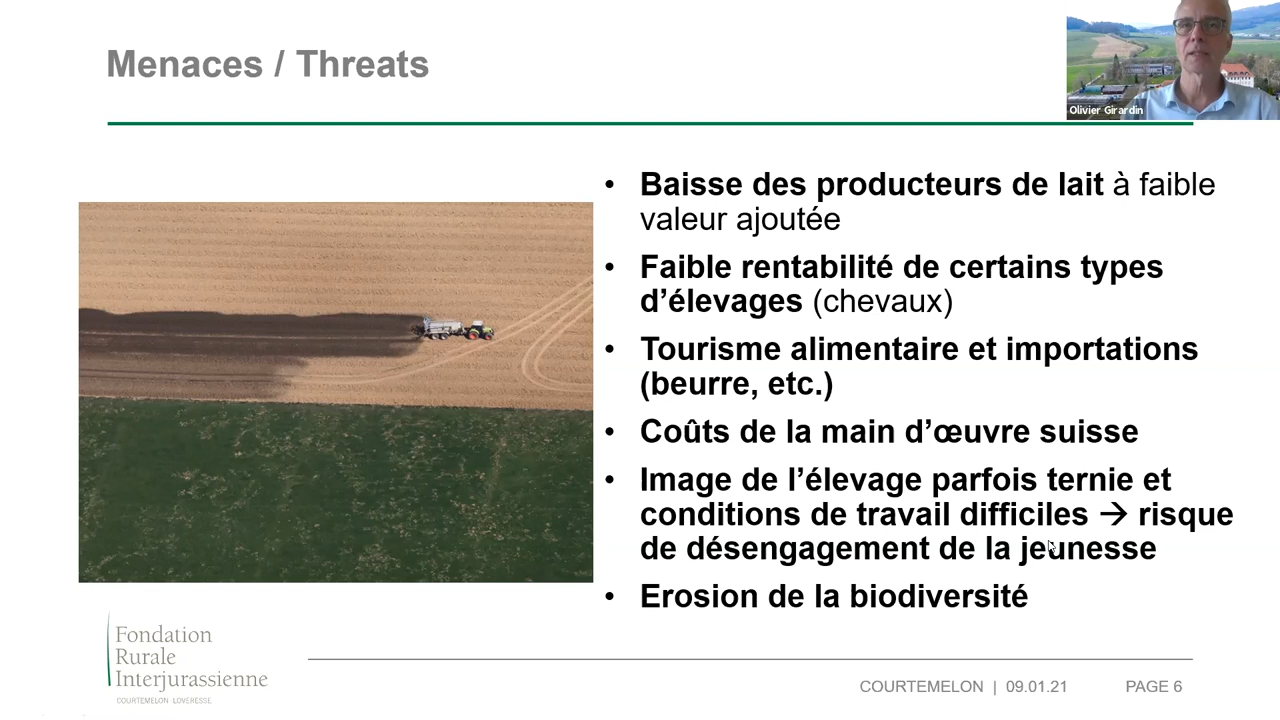 Menaces / Threats
Olivier Girardin
• Baisse des producteurs de lait à faible
valeur ajoutée
• Faible rentabilité de certains types
d’élevages (chevaux)
• Tourisme alimentaire et importations
(beurre, etc.)
• Coûts de la main d’œuvre suisse
• Image de l’élevage parfois ternie et
conditions de travail difficiles → risque
de désengagement de la jeunesse
• Erosion de la biodiversité
Fondation
Rurale
Interjurassienne
COURTEMELON LOVERESSE
COURTEMELON | 09.01.21 PAGE 6